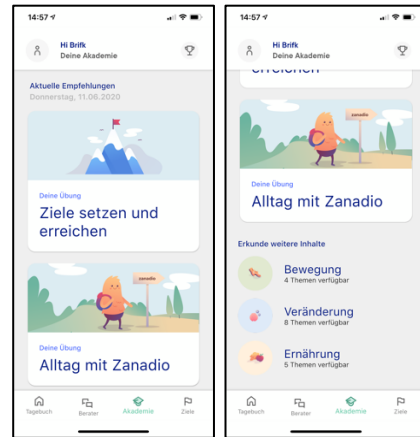 14:57
Hi Brifk
Deine Akademie
Aktuelle Empfehlungen
Donnerstag, 11.06.2020
Deine Übung
Ziele setzen und
erreichen
zanadio
Deine Übung
Alltag mit Zanadio
Tagebuch
Berater
Akademie
Ziele
14:57
Hi Brifk
Deine Akademie
erreichen
zanadio
Deine Übung
Alltag mit Zanadio
Erkunde weitere Inhalte
Bewegung
4 Themen verfügbar
Veränderung
8 Themen verfügbar
Ernährung
5 Themen verfügbar
Tagebuch
Berater
Akademie
Ziele